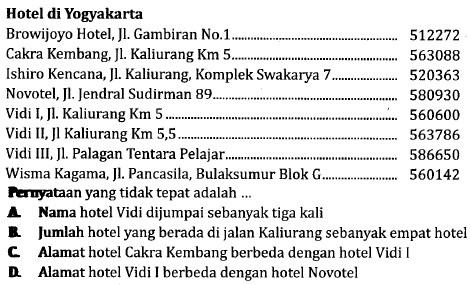 Hotel di Yogyakarta
Browijoyo Hotel, Jl. Gambiran No.1........................................ 512272
Cakra Kembang, Jl. Kaliurang Km 5........................................ 563088
Ishiro Kencana, Jl. Kaliurang, Komplek Swakarya 7................ 520363
Novotel, Jl. Jendral Sudirman 89............................................. 580930
Vidi I, Jl. Kaliurang Km 5......................................................... 560600
Vidi II, Jl Kaliurang Km 5,5....................................................... 563786
Vidi III, Jl. Palagan Tentara Pelajar.......................................... 586650
Wisma Kagama, Jl. Pancasila, Bulaksumur Blok G.................. 560142
Pernyataan yang tidak tepat adalah ...
A. Nama hotel Vidi dijumpai sebanyak tiga kali
B. Jumlah hotel yang berada di jalan Kaliurang sebanyak empat hotel
C. Alamat hotel Cakra Kembang berbeda dengan hotel Vidi I
D. Alamat hotel Vidi I berbeda dengan hotel Novotel